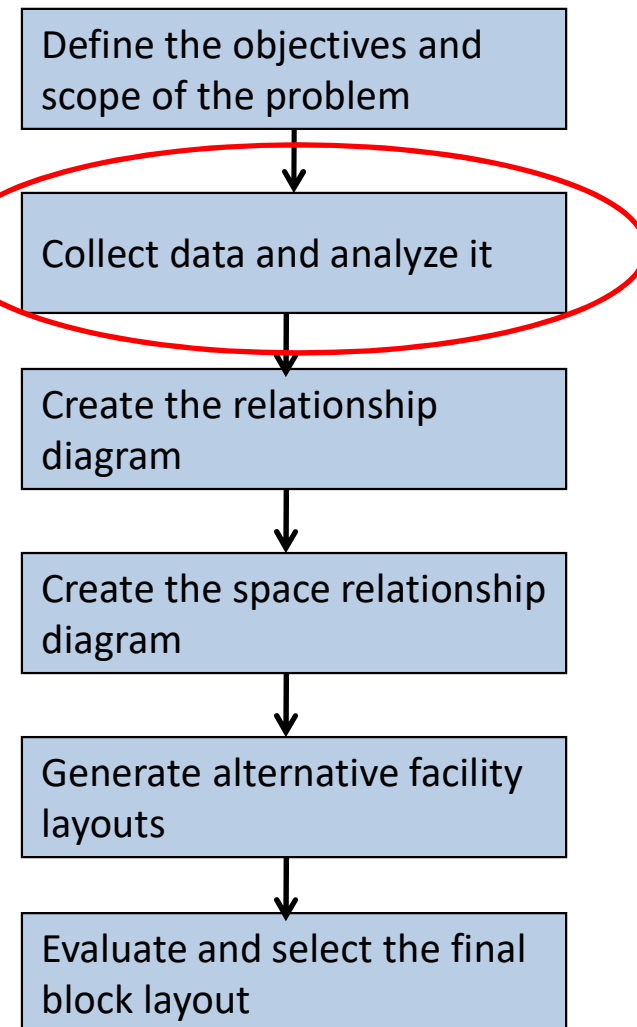 Define the objectives and
scope of the problem
Collect data and analyze it
Create the relationship
diagram
Create the space relationship
diagram
Generate alternative facility
layouts
Evaluate and select the final
block layout